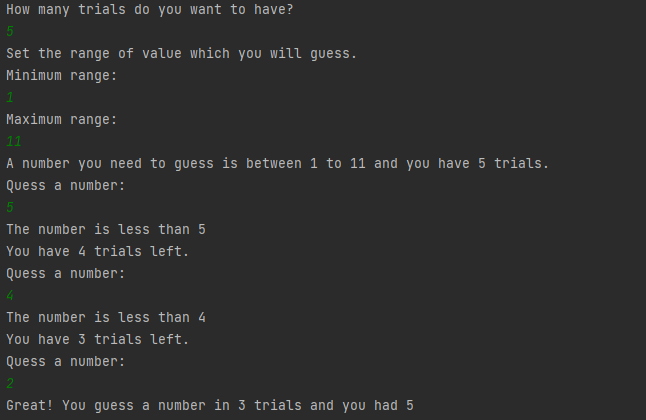 How many trials do you want to have?
5
Set the range of value which you will guess.
Minimum range:
1
Maximum range:
11
A number you need to guess is between 1 to 11 and you have 5 trials.
Quess a number:
5
The number is less than 5
You have 4 trials left.
Quess a number:
4
The number is less than 4
You have 3 trials left.
Quess a number:
2
Great! You guess a number in 3 trials and you had 5